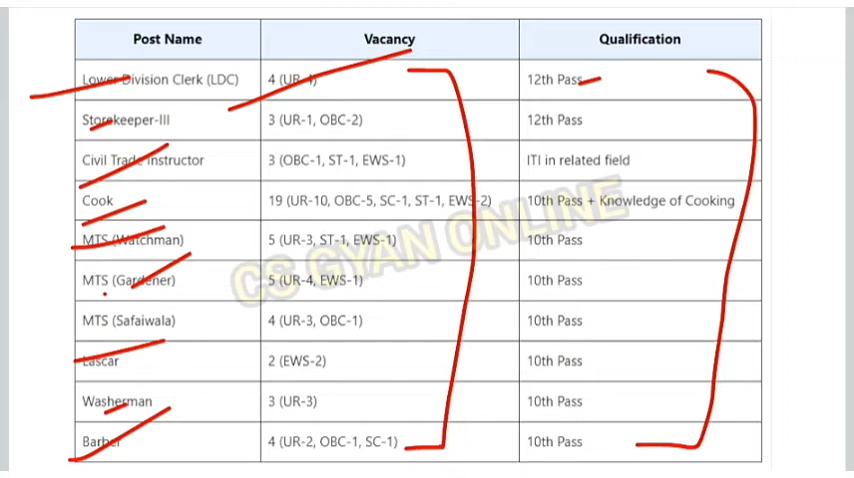 Post Name Vacancy Qualification
Lower Division Clerk (LDC) 4 (UR-4) 12th Pass
Storekeeper-III 3 (UR-1, OBC-2) 12th Pass
Civil Trade Instructor 3 (OBC-1, ST-1, EWS-1) ITI in related field
Cook 19 (UR-10, OBC-5, SC-1, ST-1, EWS-2) 10th Pass + Knowledge of Cooking
MTS (Watchman) 5 (UR-3, ST-1, EWS-1) 10th Pass
MTS (Gardener) 5 (UR-4, EWS-1) 10th Pass
MTS (Safaiwala) 4 (UR-3, OBC-1) 10th Pass
Lascar 2 (EWS-2) 10th Pass
Washerman 3 (UR-3) 10th Pass
Barber 4 (UR-2, OBC-1, SC-1) 10th Pass
CS GYAN ONLINE